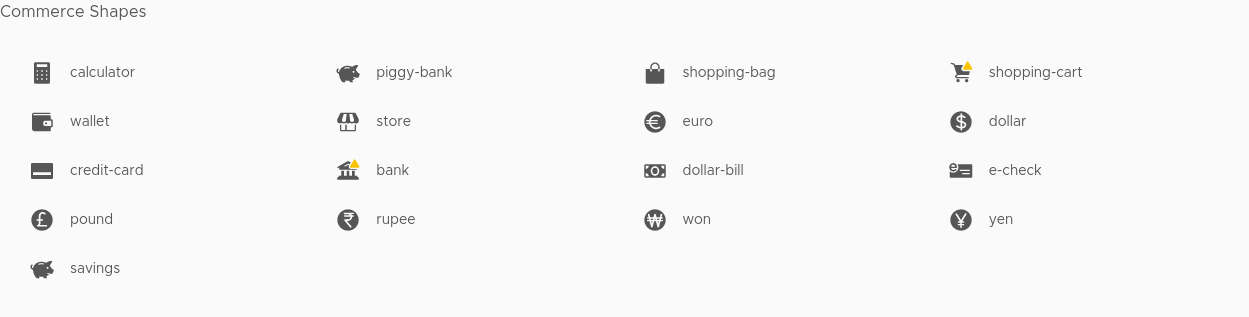 Commerce Shapes
calculator piggy-bank shopping-bag shopping-cart
wallet store euro dollar
credit-card bank dollar-bill e-check
pound rupee won yen
savings